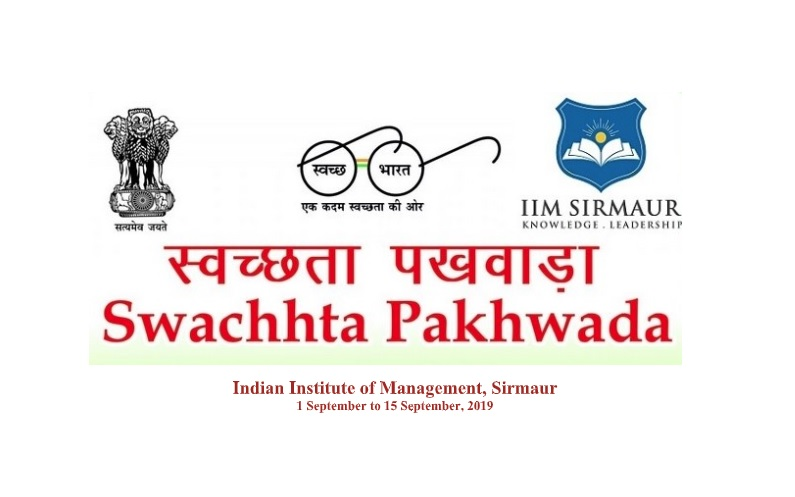 सत्यमेव जयते
स्वच्छ भारत
एक कदम स्वच्छता की ओर
IIM SIRMAUR
KNOWLEDGE . LEADERSHIP
स्वच्छता पखवाड़ा
Swachhta Pakhwada
Indian Institute of Management, Sirmaur
1 September to 15 September, 2019